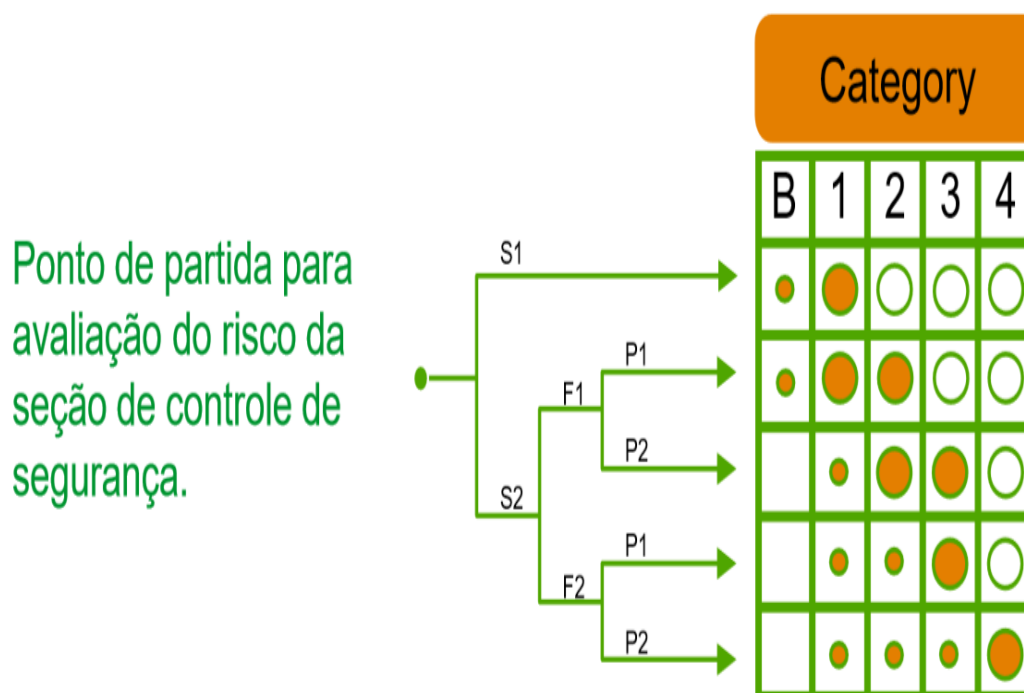 Category
B 1 2 3 4
Ponto de partida para
avaliação do risco da
seção de controle de
segurança.
S1
P1
F1
P2
S2
P1
F2
P2